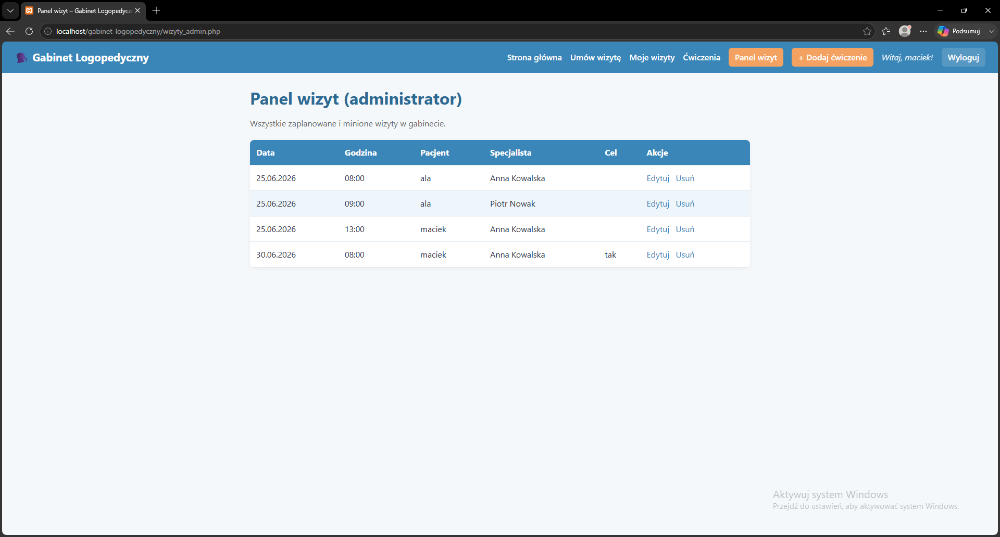 Panel wizyt – Gabinet Logopedycz
localhost/gabinet-logopedyczny/wizyty_admin.php
Podsumuj
Gabinet Logopedyczny
Strona główna Umów wizytę Moje wizyty Ćwiczenia Panel wizyt + Dodaj ćwiczenie Witaj, maciek! Wyloguj
Panel wizyt (administrator)
Wszystkie zaplanowane i minione wizyty w gabinecie.
Data Godzina Pacjent Specjalista Cel Akcje
25.06.2026 08:00 ala Anna Kowalska Edytuj Usuń
25.06.2026 09:00 ala Piotr Nowak Edytuj Usuń
25.06.2026 13:00 maciek Anna Kowalska Edytuj Usuń
30.06.2026 08:00 maciek Anna Kowalska tak Edytuj Usuń
Aktywuj system Windows
Przejdź do ustawień, aby aktywować system Windows.